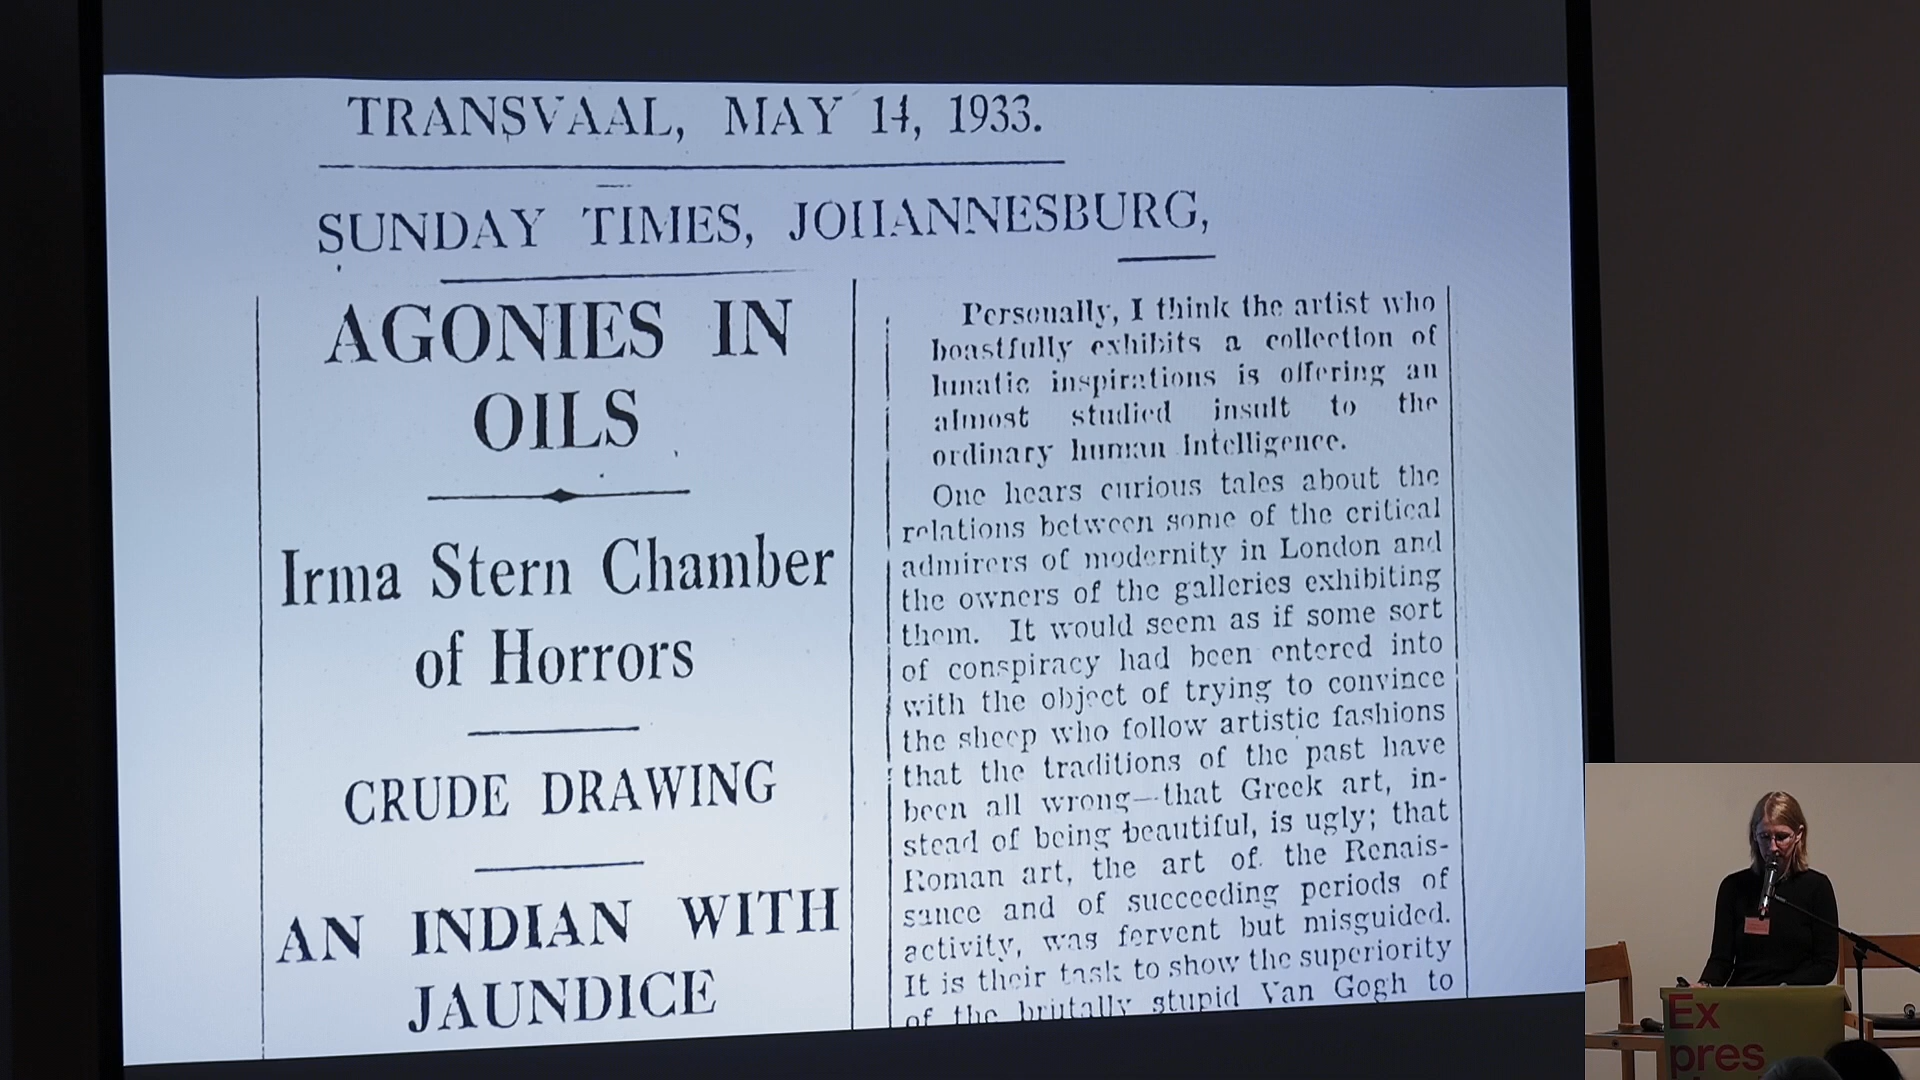 TRANSVAAL, MAY 14, 1933.
SUNDAY TIMES, JOHANNESBURG,
AGONIES IN
OILS
Irma Stern Chamber
of Horrors
CRUDE DRAWING
AN INDIAN WITH
JAUNDICE
Personally, I think the artist who
boastfully exhibits a collection of
lunatic inspirations is offering an
almost studied insult to the
ordinary human intelligence.
One hears curious tales about the
relations between some of the critical
admirers of modernity in London and
the owners of the galleries exhibiting
them. It would seem as if some sort
of conspiracy had been entered into
with the object of trying to convince
the sheep who follow artistic fashions
that the traditions of the past have
been all wrong—that Greek art, in-
stead of being beautiful, is ugly; that
Roman art, the art of the Renais-
sance and of succeeding periods of
activity, was fervent but misguided.
It is their task to show the superiority
of the brutally stupid Van Gogh to
Ex
pres